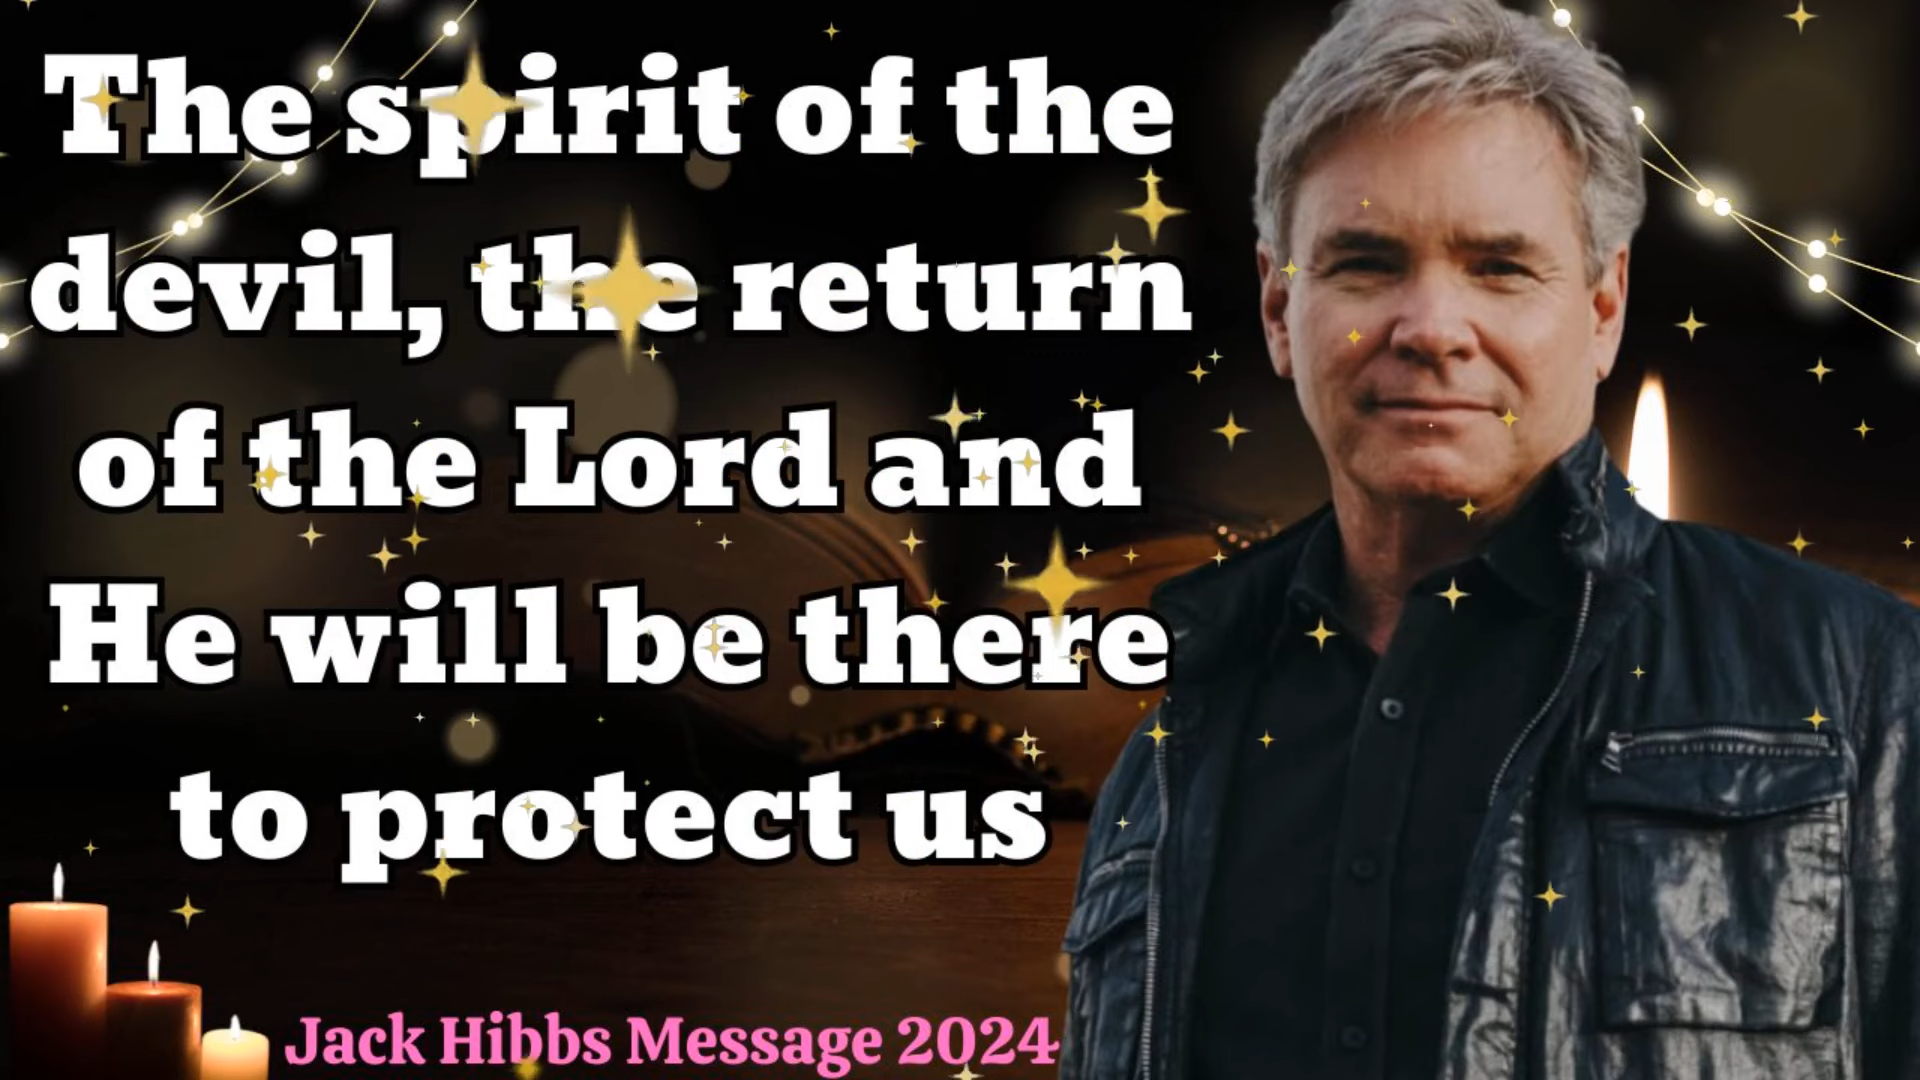 The spirit of the
devil, the return
of the Lord and
He will be there
to protect us
Jack Hibbs Message 2024